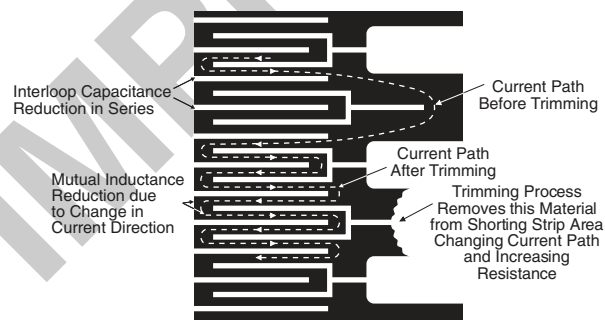 Interloop Capacitance
Reduction in Series
Current Path
Before Trimming
Current Path
After Trimming
Mutual Inductance
Reduction due
to Change in
Current Direction
Trimming Process
Removes this Material
from Shorting Strip Area
Changing Current Path
and Increasing
Resistance